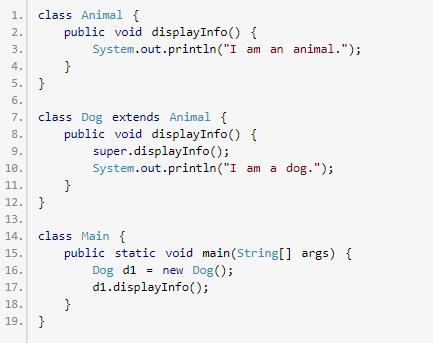 1. class Animal {
2.     public void displayInfo() {
3.         System.out.println("I am an animal.");
4.     }
5. }
6.
7. class Dog extends Animal {
8.     public void displayInfo() {
9.         super.displayInfo();
10.         System.out.println("I am a dog.");
11.     }
12. }
13.
14. class Main {
15.     public static void main(String[] args) {
16.         Dog d1 = new Dog();
17.         d1.displayInfo();
18.     }
19. }